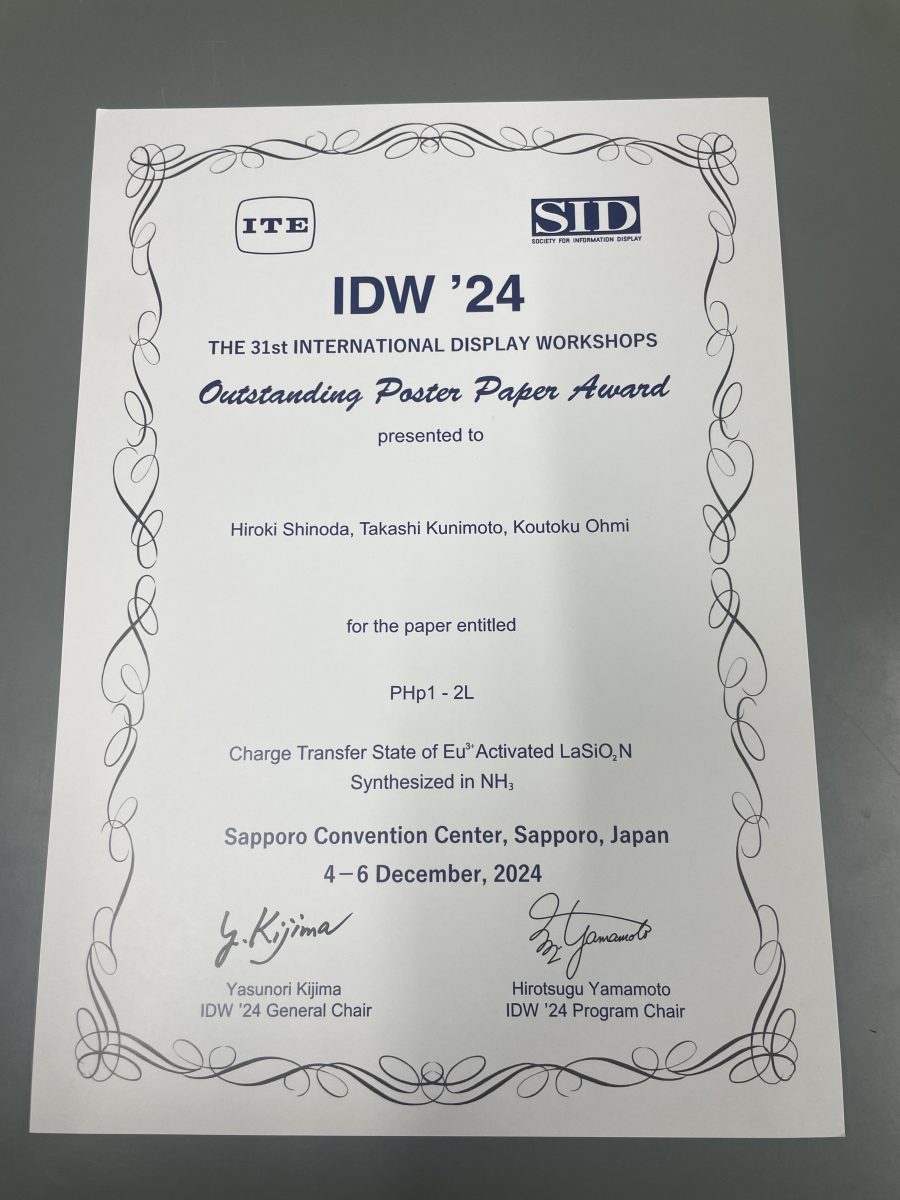 ITE
SID
SOCIETY FOR INFORMATION DISPLAY
IDW ’24
THE 31st INTERNATIONAL DISPLAY WORKSHOPS
Outstanding Poster Paper Award
presented to
Hiroki Shinoda, Takashi Kunimoto, Koutoku Ohmi
for the paper entitled
PHp1 - 2L
Charge Transfer State of Eu³⁺ Activated LaSiO₂N
Synthesized in NH₃
Sapporo Convention Center, Sapporo, Japan
4－6 December, 2024
Y. Kijima
H. Yamamoto
Yasunori Kijima
Hirotsugu Yamamoto
IDW ’24 General Chair
IDW ’24 Program Chair